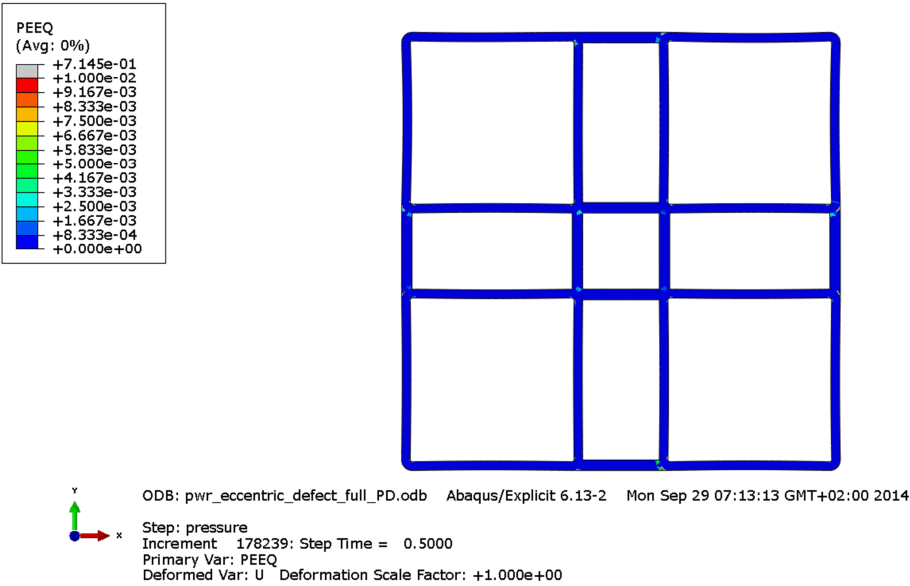 PEEQ
(Avg: 0%)
+7.145e-01
+1.000e-02
+9.167e-03
+8.333e-03
+7.500e-03
+6.667e-03
+5.833e-03
+5.000e-03
+4.167e-03
+3.333e-03
+2.500e-03
+1.667e-03
+8.333e-04
+0.000e+00
Y
X
ODB: pwr_eccentric_defect_full_PD.odb Abaqus/Explicit 6.13-2 Mon Sep 29 07:13:13 GMT+02:00 2014
Step: pressure
Increment 178239: Step Time = 0.5000
Primary Var: PEEQ
Deformed Var: U Deformation Scale Factor: +1.000e+00